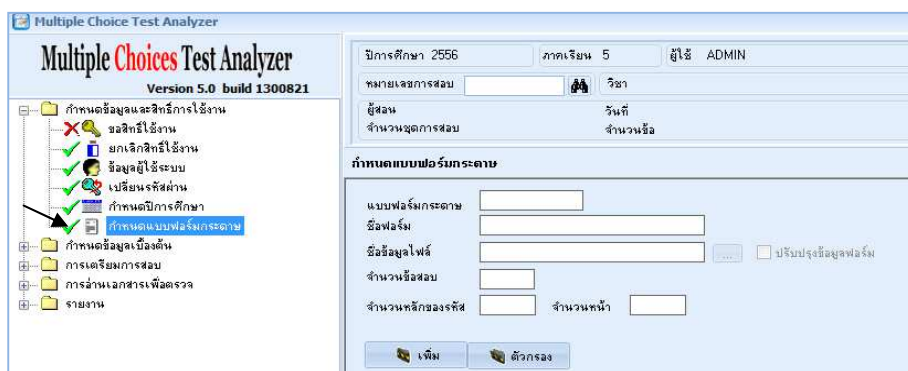 Multiple Choice Test Analyzer
Multiple Choices Test Analyzer
Version 5.0 build 1300821
กำหนดข้อมูลและสิทธิ์การใช้งาน
ขอสิทธิ์ใช้งาน
ยกเลิกสิทธิ์ใช้งาน
ข้อมูลผู้ใช้ระบบ
เปลี่ยนรหัสผ่าน
กำหนดปีการศึกษา
กำหนดแบบฟอร์มกระดาษ
กำหนดข้อมูลเบื้องต้น
การเตรียมการสอบ
การอ่านเอกสารเพื่อตรวจ
รายงาน
ปีการศึกษา 2556 ภาคเรียน 5 ผู้ใช้ ADMIN
หมายเลขการสอบ วิชา
ผู้สอน วันที่
จำนวนชุดการสอบ จำนวนข้อ
กำหนดแบบฟอร์มกระดาษ
แบบฟอร์มกระดาษ
ชื่อฟอร์ม
ชื่อข้อมูลไฟล์ ... ปรับปรุงข้อมูลฟอร์ม
จำนวนข้อสอบ
จำนวนหลักของรหัส จำนวนหน้า
เพิ่ม ตัวกรอง